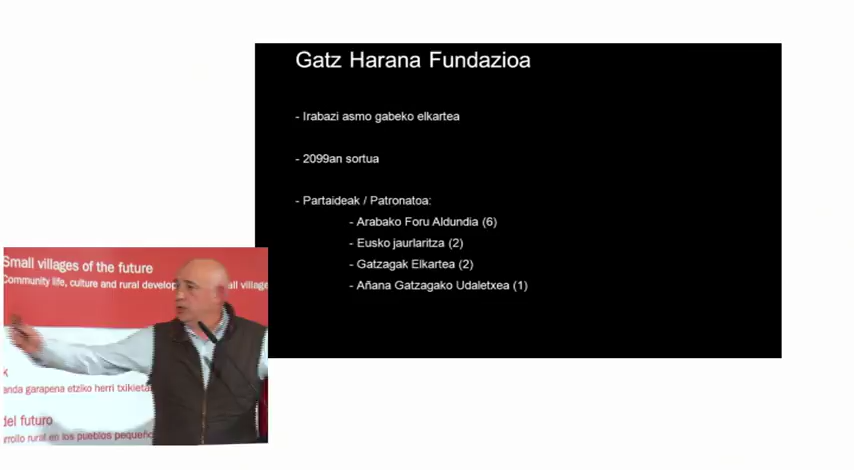 Gatz Harana Fundazioa
- Irabazi asmo gabeko elkartea
- 2099an sortua
- Partaideak / Patronatoa:
- Arabako Foru Aldundia (6)
- Eusko jaurlaritza (2)
- Gatzagak Elkartea (2)
- Añana Gatzagako Udaletxea (1)
Small villages of the future
Community life, culture and rural develop
all village
k
anda garapena etziko herri txikieta
del futuro
rrollo rural en los pueblos pequeño